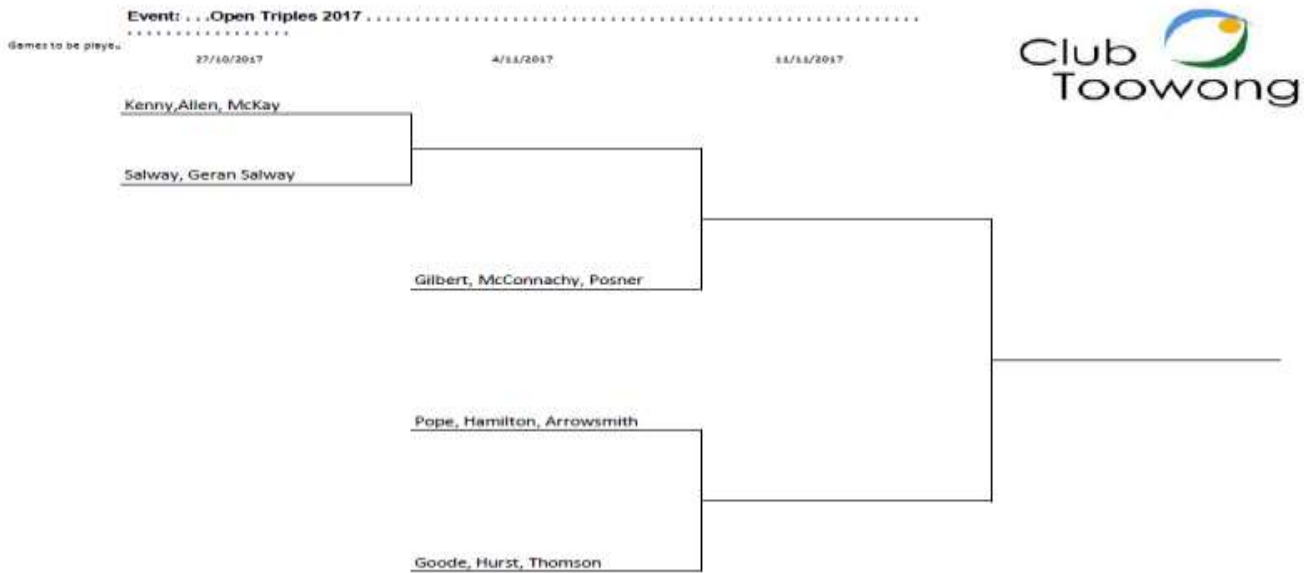 Event: . . .Open Triples 2017 . . . . . . . . . . . . . . . . . . . . . . . . . . . . . . . . . . . . . . . . . . . . . . . . . . . . . . . . . . . . . . .
. . . . . . . . . . . . . . . . .
Games to be playe..
27/10/2017 4/11/2017 11/11/2017
Club
Toowong
Kenny,Allen, McKay
Salway, Geran Salway
Gilbert, McConnachy, Posner
Pope, Hamilton, Arrowsmith
Goode, Hurst, Thomson